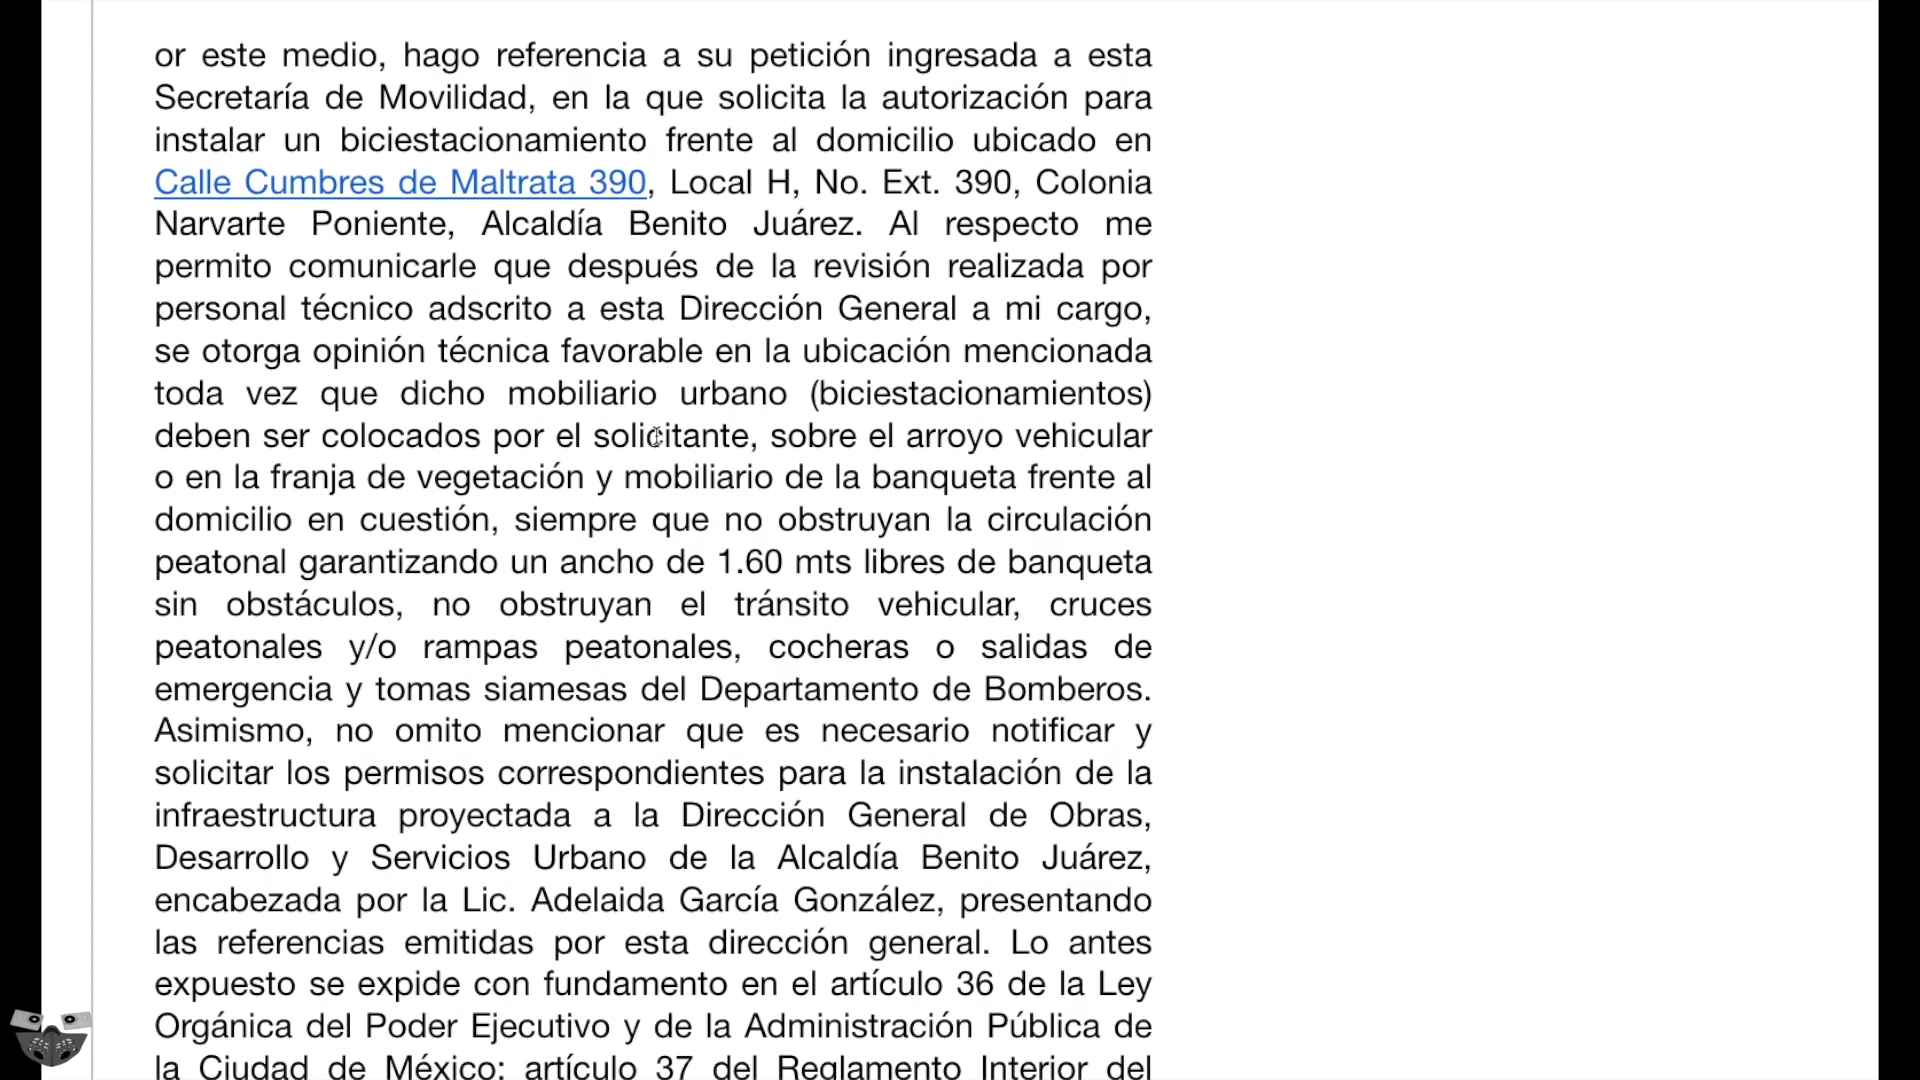 or este medio, hago referencia a su petición ingresada a esta
Secretaría de Movilidad, en la que solicita la autorización para
instalar un biciestacionamiento frente al domicilio ubicado en
Calle Cumbres de Maltrata 390, Local H, No. Ext. 390, Colonia
Narvarte Poniente, Alcaldía Benito Juárez. Al respecto me
permito comunicarle que después de la revisión realizada por
personal técnico adscrito a esta Dirección General a mi cargo,
se otorga opinión técnica favorable en la ubicación mencionada
toda vez que dicho mobiliario urbano (biciestacionamientos)
deben ser colocados por el solicitante, sobre el arroyo vehicular
o en la franja de vegetación y mobiliario de la banqueta frente al
domicilio en cuestión, siempre que no obstruyan la circulación
peatonal garantizando un ancho de 1.60 mts libres de banqueta
sin obstáculos, no obstruyan el tránsito vehicular, cruces
peatonales y/o rampas peatonales, cocheras o salidas de
emergencia y tomas siamesas del Departamento de Bomberos.
Asimismo, no omito mencionar que es necesario notificar y
solicitar los permisos correspondientes para la instalación de la
infraestructura proyectada a la Dirección General de Obras,
Desarrollo y Servicios Urbano de la Alcaldía Benito Juárez,
encabezada por la Lic. Adelaida García González, presentando
las referencias emitidas por esta dirección general. Lo antes
expuesto se expide con fundamento en el artículo 36 de la Ley
Orgánica del Poder Ejecutivo y de la Administración Pública de
la Ciudad de México; artículo 37 del Reglamento Interior del